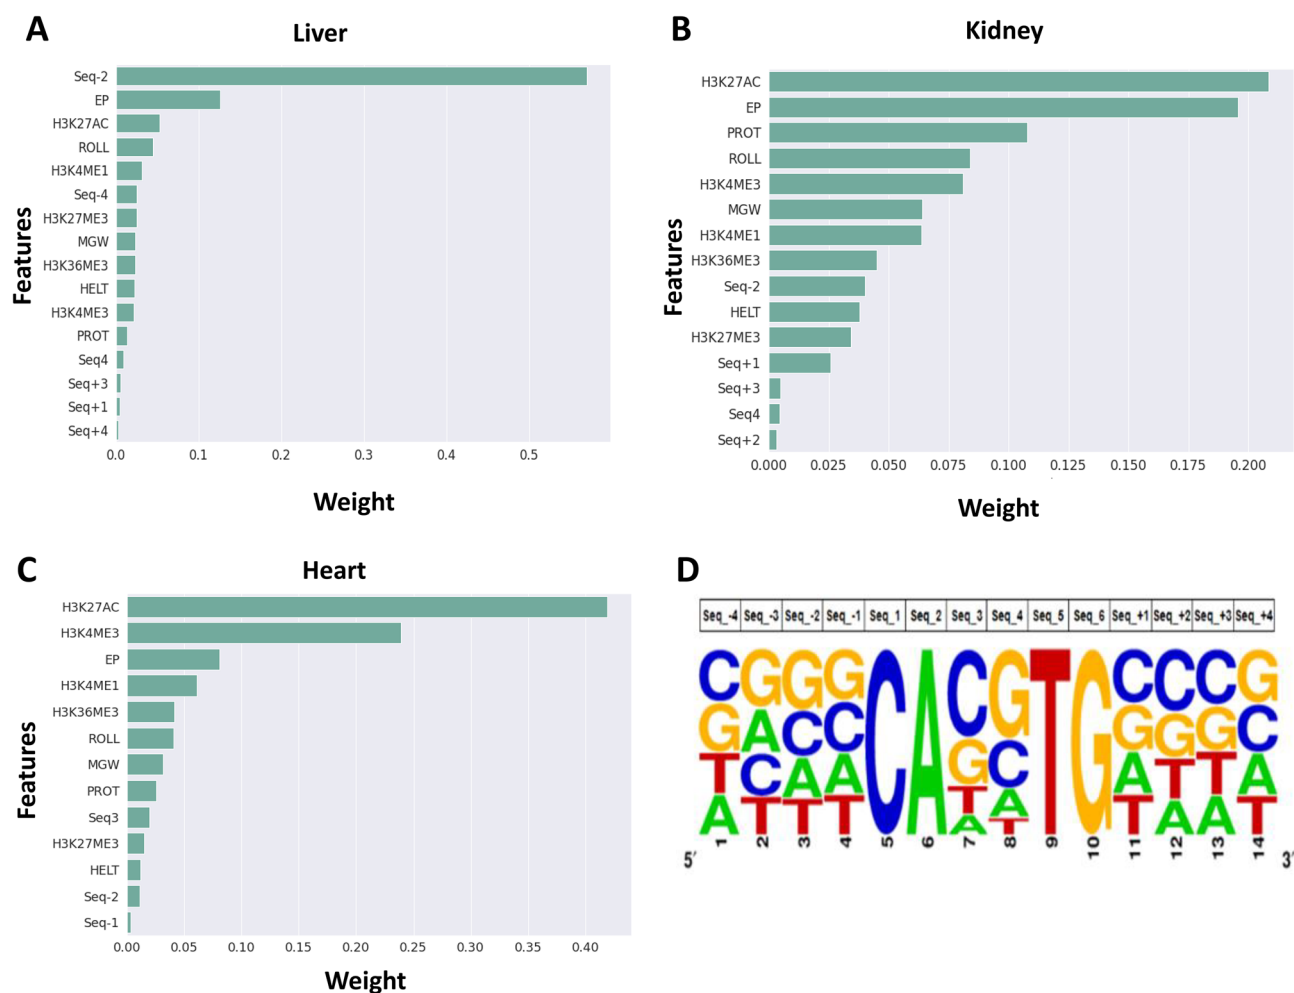 A
Liver
Features
Seq-2
EP
H3K27AC
ROLL
H3K4ME1
Seq-4
H3K27ME3
MGW
H3K36ME3
HELT
H3K4ME3
PROT
Seq4
Seq+3
Seq+1
Seq+4
0.0 0.1 0.2 0.3 0.4 0.5
Weight
B
Kidney
Features
H3K27AC
EP
PROT
ROLL
H3K4ME3
MGW
H3K4ME1
H3K36ME3
Seq-2
HELT
H3K27ME3
Seq+1
Seq+3
Seq4
Seq+2
0.000 0.025 0.050 0.075 0.100 0.125 0.150 0.175 0.200
Weight
C
Heart
Features
H3K27AC
H3K4ME3
EP
H3K4ME1
H3K36ME3
ROLL
MGW
PROT
Seq3
H3K27ME3
HELT
Seq-2
Seq-1
0.00 0.05 0.10 0.15 0.20 0.25 0.30 0.35 0.40
Weight
D
Seq_-4 Seq_-3 Seq_-2 Seq_-1 Seq_1 Seq_2 Seq_3 Seq_4 Seq_5 Seq_6 Seq_+1 Seq_+2 Seq_+3 Seq_+4
C G G G C A C G T G C C C G
G A C C G C G G G C
T C A A T A A T T A
A T T T A T T A A T
5′ 1 2 3 4 5 6 7 8 9 10 11 12 13 14 3′